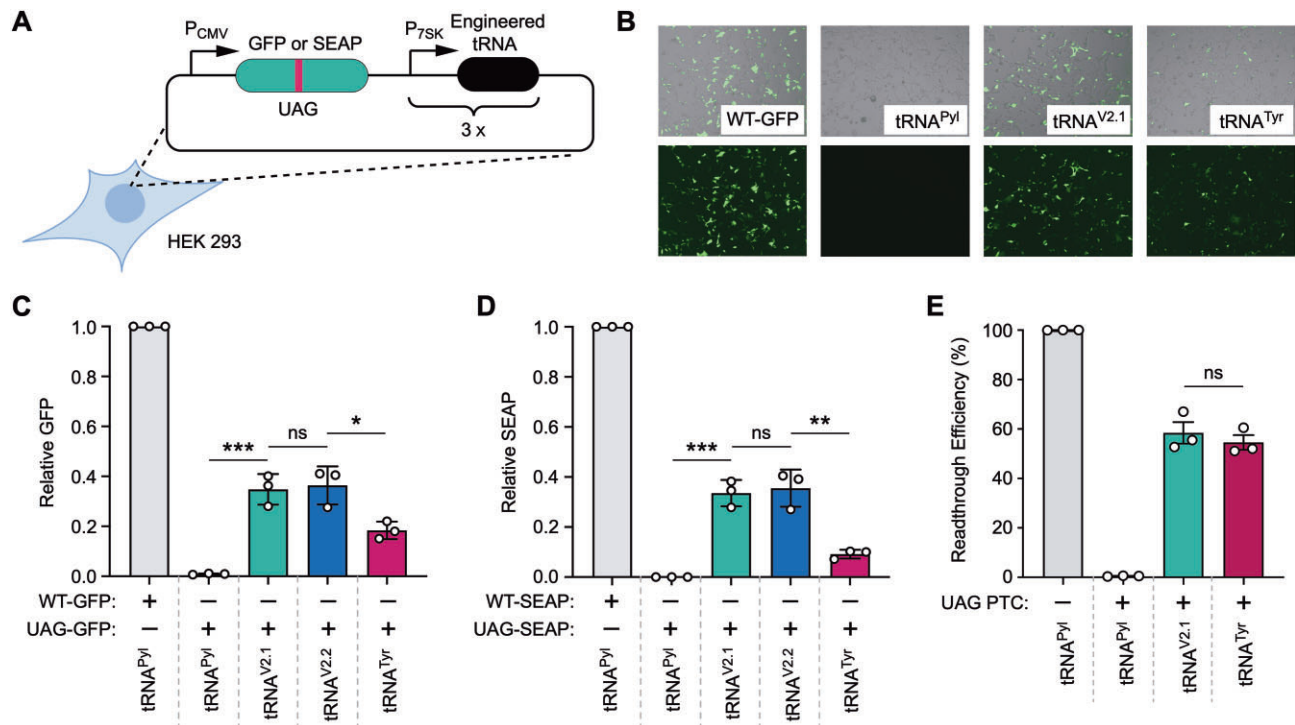 A
P_CMV
GFP or SEAP
P_7SK
Engineered
tRNA
UAG
3 x
HEK 293
B
WT-GFP
tRNA^Pyl
tRNA^V2.1
tRNA^Tyr
C
Relative GFP
1.0
0.8
0.6
0.4
0.2
0.0
***
ns
*
WT-GFP: + − − − −
UAG-GFP: − + + + +
tRNA^Pyl
tRNA^Pyl
tRNA^V2.1
tRNA^V2.2
tRNA^Tyr
D
Relative SEAP
1.0
0.8
0.6
0.4
0.2
0.0
***
ns
**
WT-SEAP: + − − − −
UAG-SEAP: − + + + +
tRNA^Pyl
tRNA^Pyl
tRNA^V2.1
tRNA^V2.2
tRNA^Tyr
E
Readthrough Efficiency (%)
100
80
60
40
20
0
ns
UAG PTC: − + + +
tRNA^Pyl
tRNA^Pyl
tRNA^V2.1
tRNA^Tyr